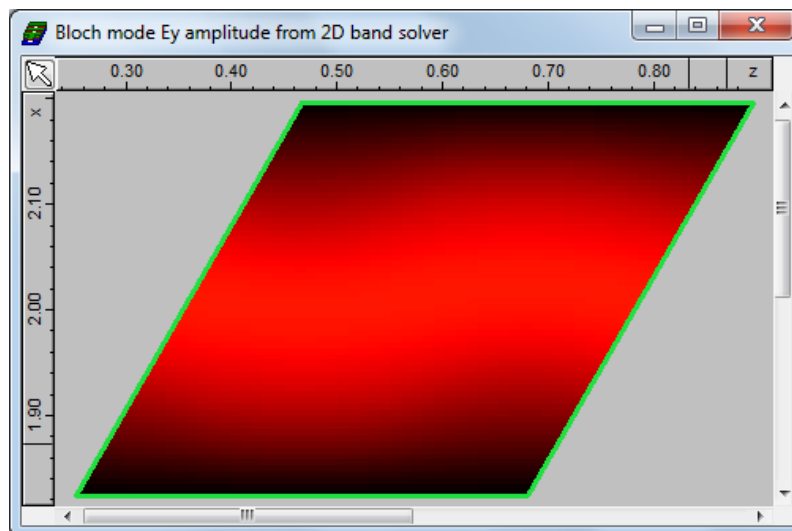 Bloch mode Ey amplitude from 2D band solver
0.30 0.40 0.50 0.60 0.70 0.80 z
x
2.10
2.00
1.90